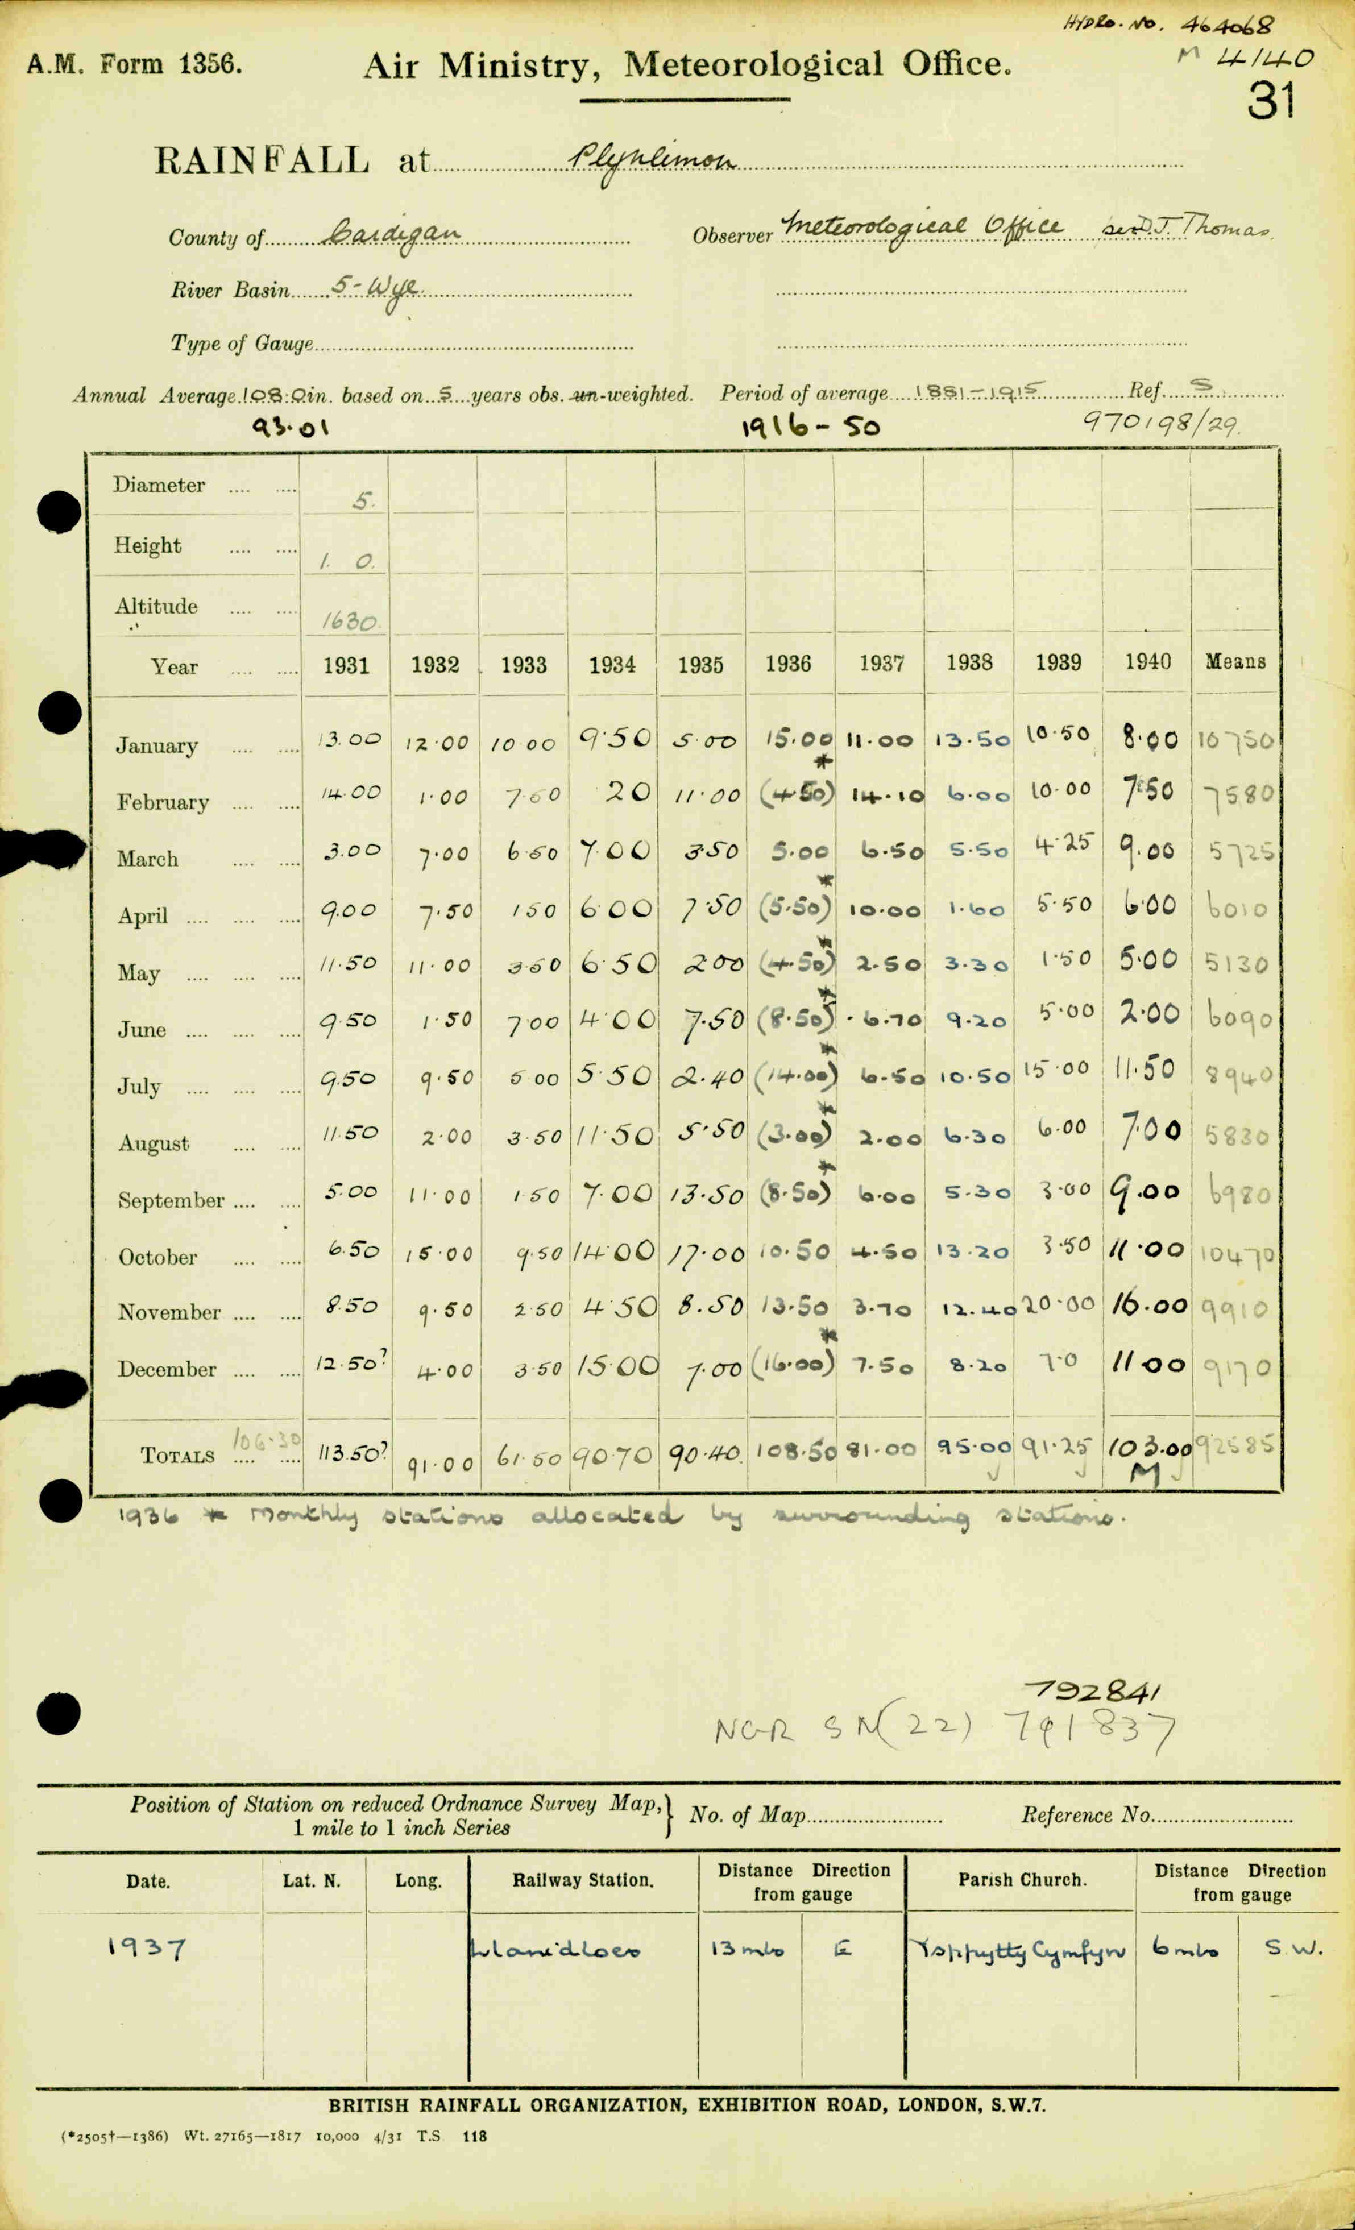 HYDRO. NO. 464068
A.M. Form 1356. Air Ministry, Meteorological Office. M 4140
31
RAINFALL at Plynlimon
County of Cardigan Observer Meteorological Office per D.J. Thomas
River Basin 5-Wye
Type of Gauge
Annual Average 108.0 in. based on 5 years obs. un-weighted. Period of average 1881-1915 Ref. S.
93.01 1916-50 970198/29.
Diameter 5.
Height 1. 0.
Altitude 1630
Year 1931 1932 1933 1934 1935 1936 1937 1938 1939 1940 Means
January 13.00 12.00 10 00 9.50 5.00 15.00 11.00 13.50 10.50 8.00 10750
February 14.00 1.00 7.50 20 11.00 (4.50)* 14.10 6.00 10.00 7.50 7580
March 3.00 7.00 6.50 7.00 3.50 5.00 6.50 5.50 4.25 9.00 5725
April 9.00 7.50 1 50 6.00 7.50 (5.50)* 10.00 1.60 5.50 6.00 6010
May 11.50 11.00 3.50 6.50 2.00 (4.50)* 2.50 3.30 1.50 5.00 5130
June 9.50 1.50 7.00 4.00 7.50 (8.50)* 6.70 9.20 5.00 2.00 6090
July 9.50 9.50 5 00 5.50 2.40 (14.00)* 6.50 10.50 15.00 11.50 8940
August 11.50 2.00 3.50 11.50 5.50 (3.00)* 2.00 6.30 6.00 7.00 5830
September 5.00 11.00 1.50 7.00 13.50 (8.50)* 6.00 5.30 3.00 9.00 6980
October 6.50 15.00 9.50 14.00 17.00 10.50 4.50 13.20 3.50 11.00 10470
November 8.50 9.50 2.50 4.50 8.50 13.50 3.70 12.40 20.00 16.00 9910
December 12.50? 4.00 3.50 15.00 7.00 (16.00)* 7.50 8.20 7.0 11.00 9170
TOTALS 106.30 113.50? 91.00 61.50 90.70 90.40. 108.50 81.00 95.00 91.25 103.00 92585
M
1936 * Monthly stations allocated by surrounding stations.
792841
NGR SN(22) 791837
Position of Station on reduced Ordnance Survey Map, } No. of Map Reference No.
1 mile to 1 inch Series
Date. Lat. N. Long. Railway Station. Distance Direction from gauge Parish Church. Distance Direction from gauge
1937 Llanidloes 13 mls E Yspytty Cymfyn 6 mls S.W.
BRITISH RAINFALL ORGANIZATION, EXHIBITION ROAD, LONDON, S.W.7.
(*2505†—1386) Wt. 27165—1817 10,000 4/31 T.S. 118